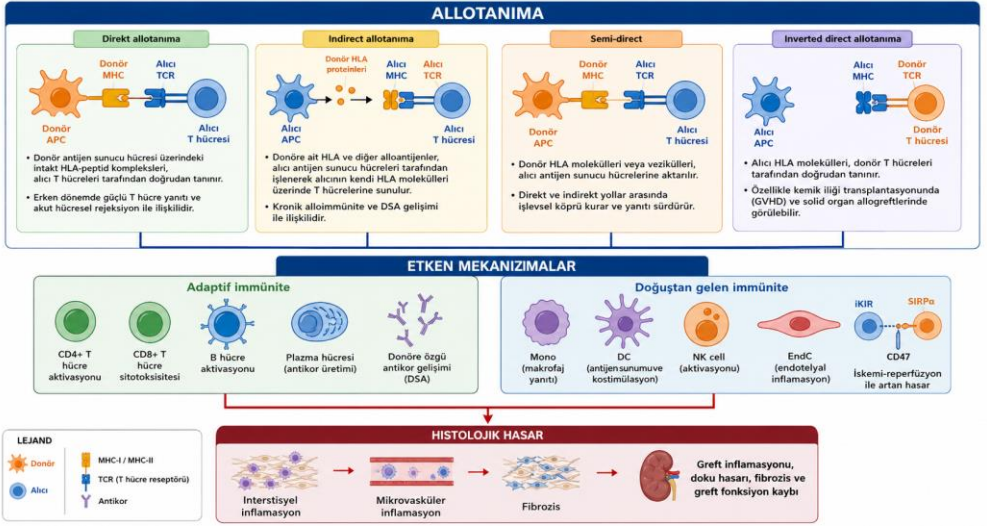 ALLOTANIMA
Direkt allotanıma
Donör
MHC
Alıcı
TCR
Donör
APC
Alıcı
T hücresi
• Donör antijen sunucu hücresi üzerindeki
intakt HLA-peptid kompleksleri,
alıcı T hücreleri tarafından doğrudan tanınır.
• Erken dönemde güçlü T hücre yanıtı ve
akut hücresel rejeksiyon ile ilişkilidir.
Indirect allotanıma
Donör HLA
proteinleri
Alıcı
MHC
Alıcı
TCR
Alıcı
APC
Alıcı
T hücresi
• Donöre ait HLA ve diğer alloantijenler,
alıcı antijen sunucu hücreleri tarafından
işlenerek alıcının kendi HLA molekülleri
üzerinde T hücrelerine sunulur.
• Kronik alloimmünite ve DSA gelişimi
ile ilişkilidir.
Semi-direct
Donör
MHC
Alıcı
TCR
Donör
APC
Alıcı
T hücresi
• Donör HLA molekülleri veya vezikülleri,
alıcı antijen sunucu hücrelerine aktarılır.
• Direkt ve indirekt yollar arasında
işlevsel köprü kurar ve yanıtı sürdürür.
Inverted direct allotanıma
Alıcı
MHC
Donör
TCR
Alıcı
APC
Donör
T hücresi
• Alıcı HLA molekülleri, donör T hücreleri
tarafından doğrudan tanınır.
• Özellikle kemik iliği transplantasyonunda
(GVHD) ve solid organ allogreftlerinde
görülebilir.
ETKEN MEKANIZIMALAR
Adaptif immünite
CD4+ T
hücre
aktivasyonu
CD8+ T
hücre
sitotoksisitesi
B hücre
aktivasyonu
Plazma hücresi
(antikor üretimi)
Donöre özgü
antikor gelişimi
(DSA)
Doğuştan gelen immünite
Mono
(makrofaj
yanıtı)
DC
(antijensunumuve
kostimülasyon)
NK cell
(aktivasyonu)
EndC
(endotelyal
inflamasyon)
iKIR
SIRPα
CD47
İskemi-reperfüzyon
ile artan hasar
LEJAND
Donör
Alıcı
MHC-I / MHC-II
TCR (T hücre reseptörü)
Antikor
HISTOLOJIK HASAR
Interstisyel
inflamasyon
Mikrovasküler
inflamasyon
Fibrozis
Greft inflamasyonu,
doku hasarı, fibrozis ve
greft fonksiyon kaybı